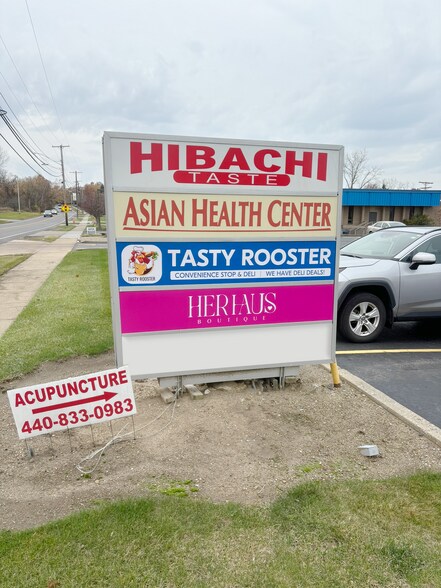 HIBACHI
TASTE
ASIAN HEALTH CENTER
TASTY ROOSTER
CONVENIENCE STOP & DELI | WE HAVE DELI DRINKS!
TASTY ROOSTER
HERHAUS
BOUTIQUE
ACUPUNCTURE
440-833-0983